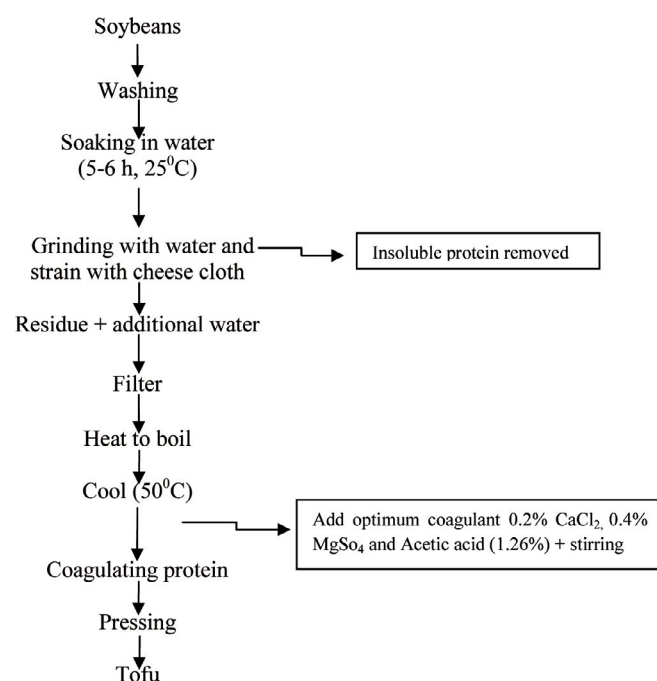 Soybeans
Washing
Soaking in water
(5-6 h, 25⁰C)
Grinding with water and
strain with cheese cloth
Insoluble protein removed
Residue + additional water
Filter
Heat to boil
Cool (50⁰C)
Add optimum coagulant 0.2% CaCl₂, 0.4%
MgSo₄ and Acetic acid (1.26%) + stirring
Coagulating protein
Pressing
Tofu